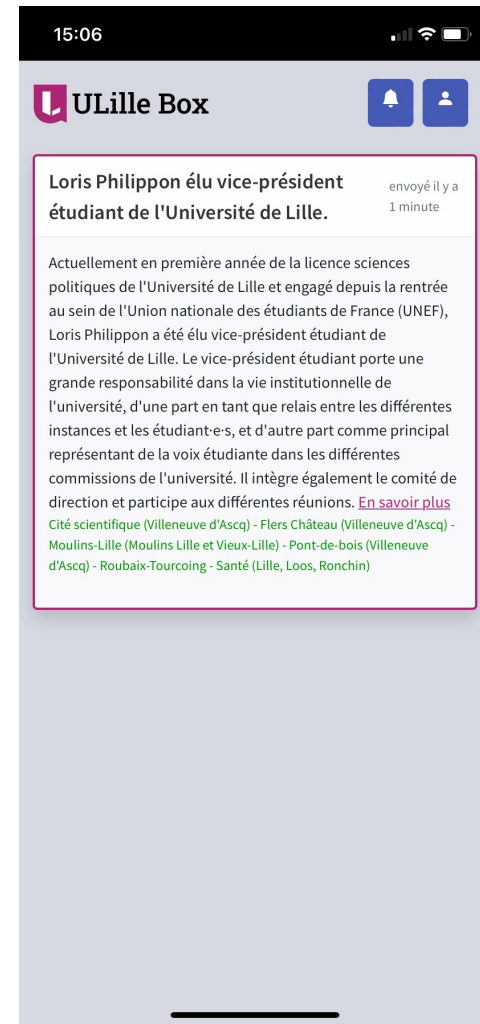 15:06
ULille Box
Loris Philippon élu vice-président
étudiant de l'Université de Lille.
envoyé il y a
1 minute
Actuellement en première année de la licence sciences
politiques de l'Université de Lille et engagé depuis la rentrée
au sein de l'Union nationale des étudiants de France (UNEF),
Loris Philippon a été élu vice-président étudiant de
l'Université de Lille. Le vice-président étudiant porte une
grande responsabilité dans la vie institutionnelle de
l'université, d'une part en tant que relais entre les différentes
instances et les étudiant·e·s, et d'autre part comme principal
représentant de la voix étudiante dans les différentes
commissions de l'université. Il intègre également le comité de
direction et participe aux différentes réunions. En savoir plus
Cité scientifique (Villeneuve d'Ascq) - Flers Château (Villeneuve d'Ascq) -
Moulins-Lille (Moulins Lille et Vieux-Lille) - Pont-de-bois (Villeneuve
d'Ascq) - Roubaix-Tourcoing - Santé (Lille, Loos, Ronchin)